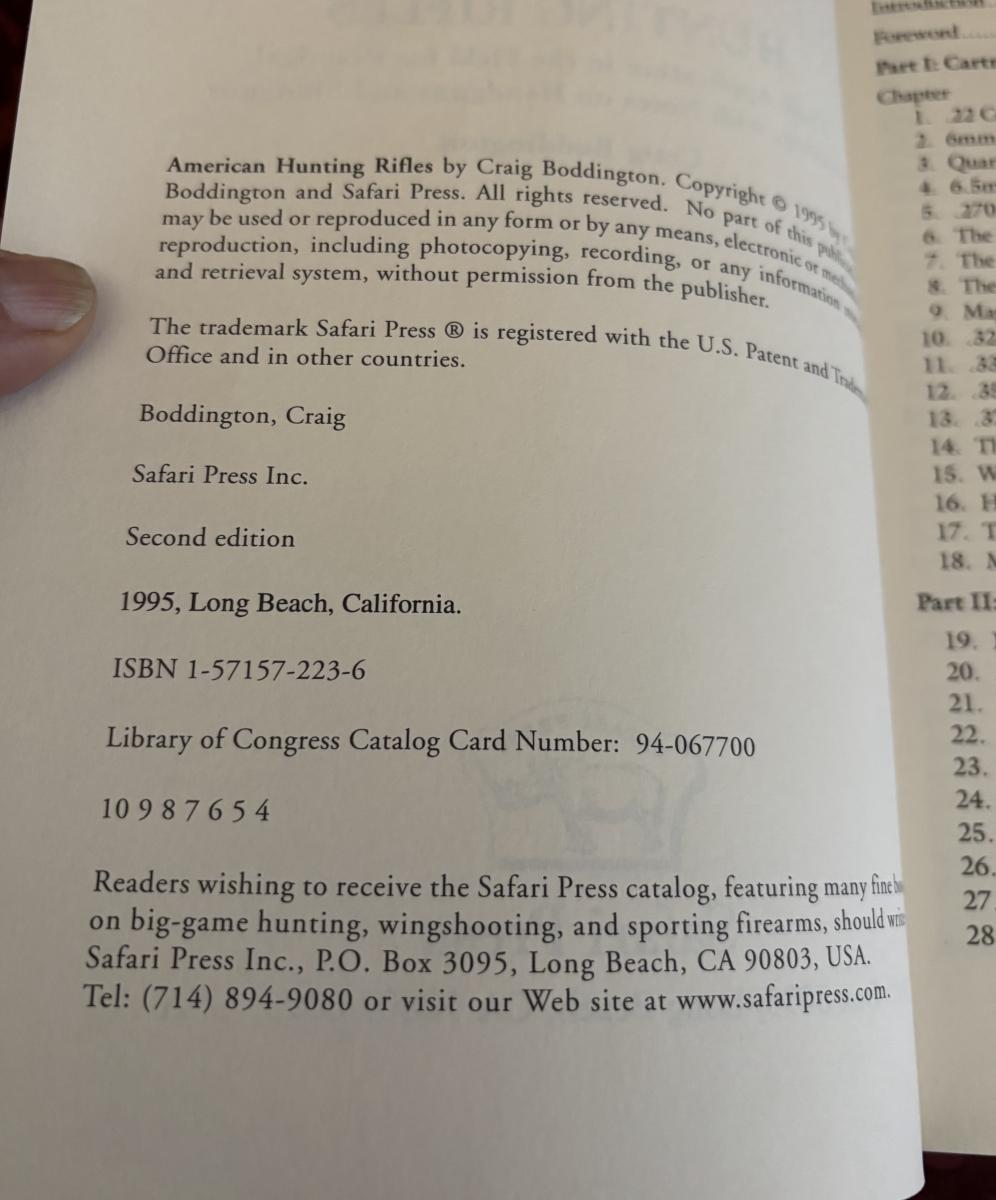 American Hunting Rifles by Craig Boddington. Copyright © 1995 by
Boddington and Safari Press. All rights reserved. No part of this
may be used or reproduced in any form or by any means, electronic or
reproduction, including photocopying, recording, or any information
and retrieval system, without permission from the publisher.
The trademark Safari Press ® is registered with the U.S. Patent and
Office and in other countries.
Boddington, Craig
Safari Press Inc.
Second edition
1995, Long Beach, California.
ISBN 1-57157-223-6
Library of Congress Catalog Card Number: 94-067700
10 9 8 7 6 5 4
Readers wishing to receive the Safari Press catalog, featuring many fine
on big-game hunting, wingshooting, and sporting firearms, should
Safari Press Inc., P.O. Box 3095, Long Beach, CA 90803, USA.
Tel: (714) 894-9080 or visit our Web site at www.safaripress.com.
Introduction
Foreword.....
Part I:
Chapter
1. .22
2. 6mm
3.
4.
5. .270
6. The
7. The
8. The
9.
10. .32
11. .33
12. .35
13.
14.
15.
16.
17.
18.
Part II:
19.
20.
21.
22.
23.
24.
25.
26.
27.
28